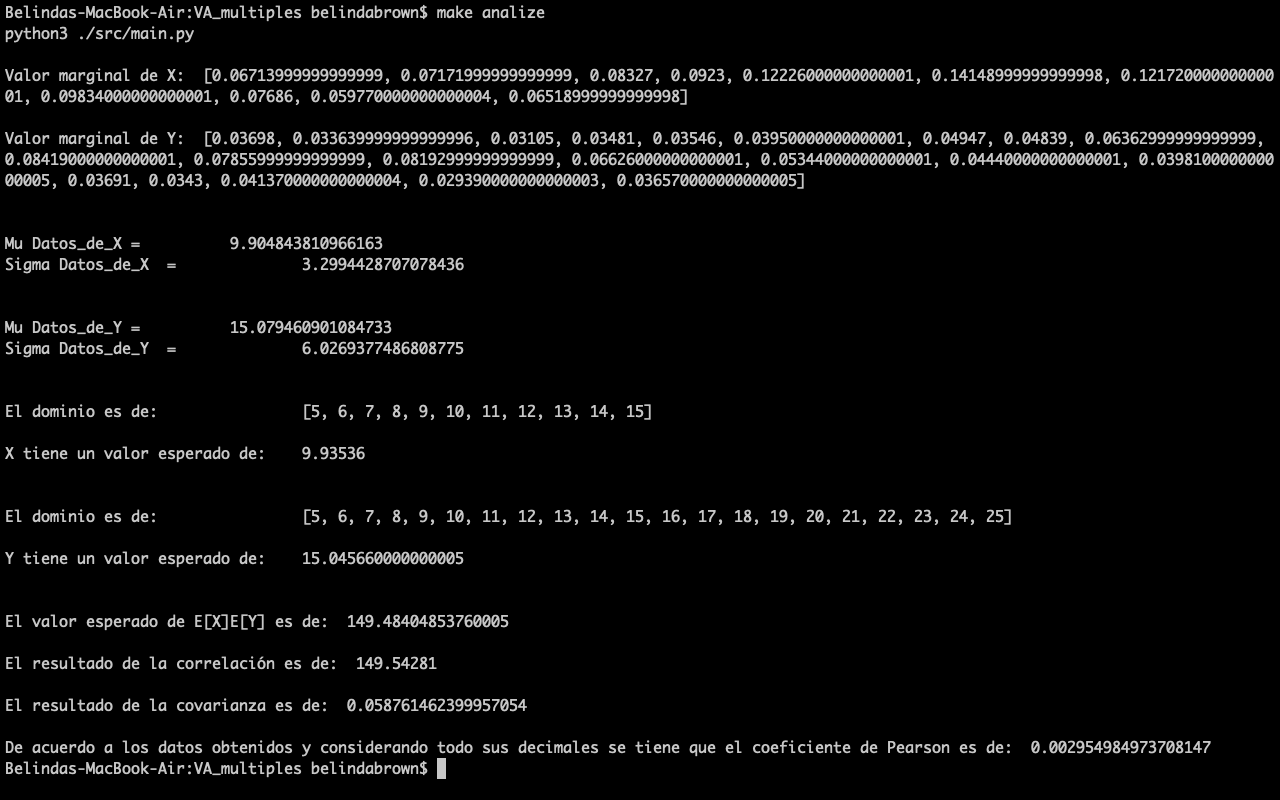 Belindas-MacBook-Air:VA_multiples belindabrown$ make analize
python3 ./src/main.py
Valor marginal de X:  [0.06713999999999999, 0.07171999999999999, 0.08327, 0.0923, 0.12226000000000001, 0.14148999999999998, 0.1217200000000000
01, 0.09834000000000001, 0.07686, 0.059770000000000004, 0.06518999999999998]
Valor marginal de Y:  [0.03698, 0.033639999999999996, 0.03105, 0.03481, 0.03546, 0.03950000000000001, 0.04947, 0.04839, 0.06362999999999999,
0.08419000000000001, 0.07855999999999999, 0.08192999999999999, 0.06626000000000001, 0.05344000000000001, 0.04440000000000001, 0.0398100000000
00005, 0.03691, 0.0343, 0.041370000000000004, 0.029390000000000003, 0.036570000000000005]
Mu Datos_de_X =          9.904843810966163
Sigma Datos_de_X  =              3.2994428707078436
Mu Datos_de_Y =          15.079460901084733
Sigma Datos_de_Y  =              6.0269377486808775
El dominio es de:                [5, 6, 7, 8, 9, 10, 11, 12, 13, 14, 15]
X tiene un valor esperado de:    9.93536
El dominio es de:                [5, 6, 7, 8, 9, 10, 11, 12, 13, 14, 15, 16, 17, 18, 19, 20, 21, 22, 23, 24, 25]
Y tiene un valor esperado de:    15.045660000000005
El valor esperado de E[X]E[Y] es de:  149.48404853760005
El resultado de la correlación es de:  149.54281
El resultado de la covarianza es de:  0.058761462399957054
De acuerdo a los datos obtenidos y considerando todo sus decimales se tiene que el coeficiente de Pearson es de:  0.002954984973708147
Belindas-MacBook-Air:VA_multiples belindabrown$